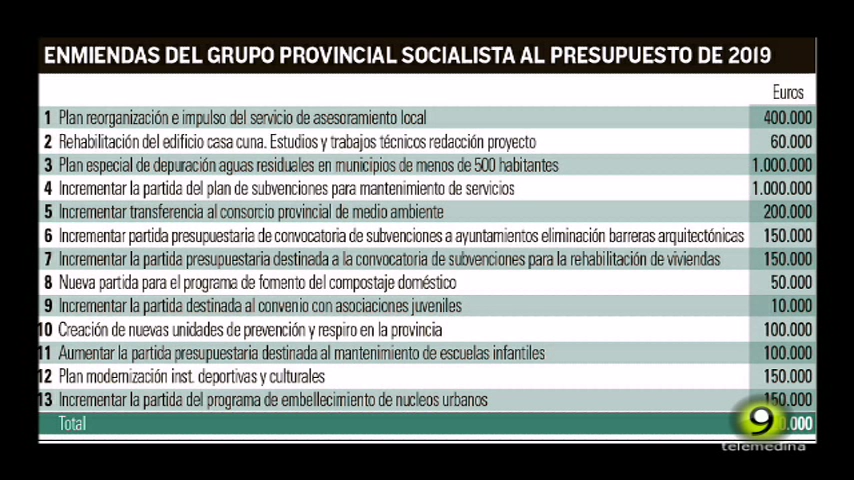 ENMIENDAS DEL GRUPO PROVINCIAL SOCIALISTA AL PRESUPUESTO DE 2019
Euros
1 Plan reorganización e impulso del servicio de asesoramiento local 400.000
2 Rehabilitación del edificio casa cuna. Estudios y trabajos técnicos redacción proyecto 60.000
3 Plan especial de depuración aguas residuales en municipios de menos de 500 habitantes 1.000.000
4 Incrementar la partida del plan de subvenciones para mantenimiento de servicios 1.000.000
5 Incrementar transferencia al consorcio provincial de medio ambiente 200.000
6 Incrementar partida presupuestaria de convocatoria de subvenciones a ayuntamientos eliminación barreras arquitectónicas 150.000
7 Incrementar la partida presupuestaria destinada a la convocatoria de subvenciones para la rehabilitación de viviendas 150.000
8 Nueva partida para el programa de fomento del compostaje doméstico 50.000
9 Incrementar la partida destinada al convenio con asociaciones juveniles 10.000
10 Creación de nuevas unidades de prevención y respiro en la provincia 100.000
11 Aumentar la partida presupuestaria destinada al mantenimiento de escuelas infantiles 100.000
12 Plan modernización inst. deportivas y culturales 150.000
13 Incrementar la partida del programa de embellecimiento de nucleos urbanos 150.000
Total
9
telemedina